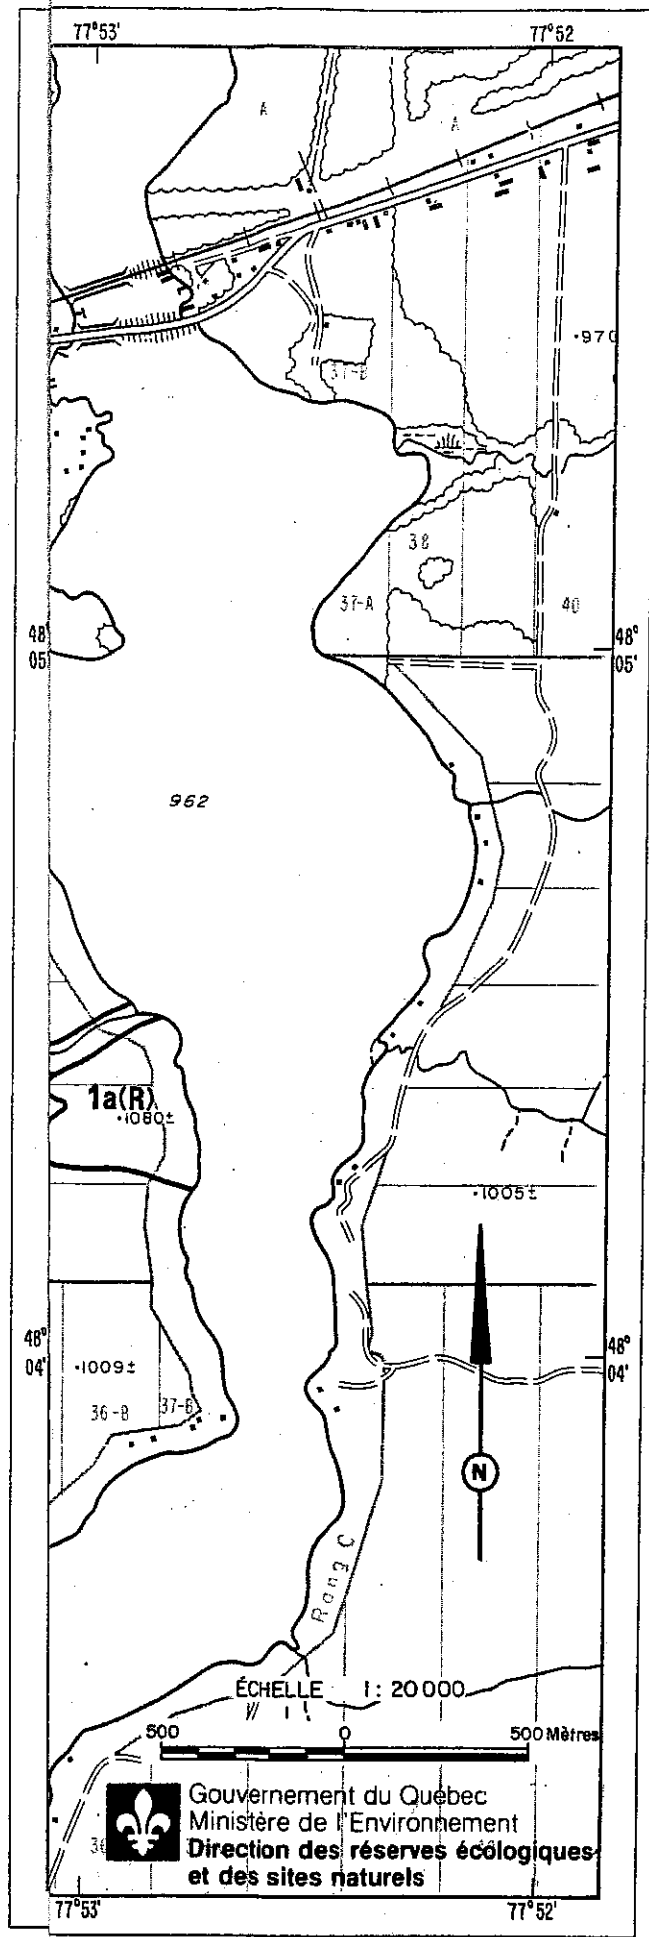 77°53' 77°52'
A A
•970
37-B
38
37-A 40
48° 48°
05' 05'
962
1a(R)
•1080±
•1005±
48° 48°
04' 04'
•1009±
36-B 37-B
N
Rang C
ÉCHELLE 1: 20 000
500 0 500 Mètres
Gouvernement du Québec
Ministère de l'Environnement
Direction des réserves écologiques
et des sites naturels
77°53' 77°52'